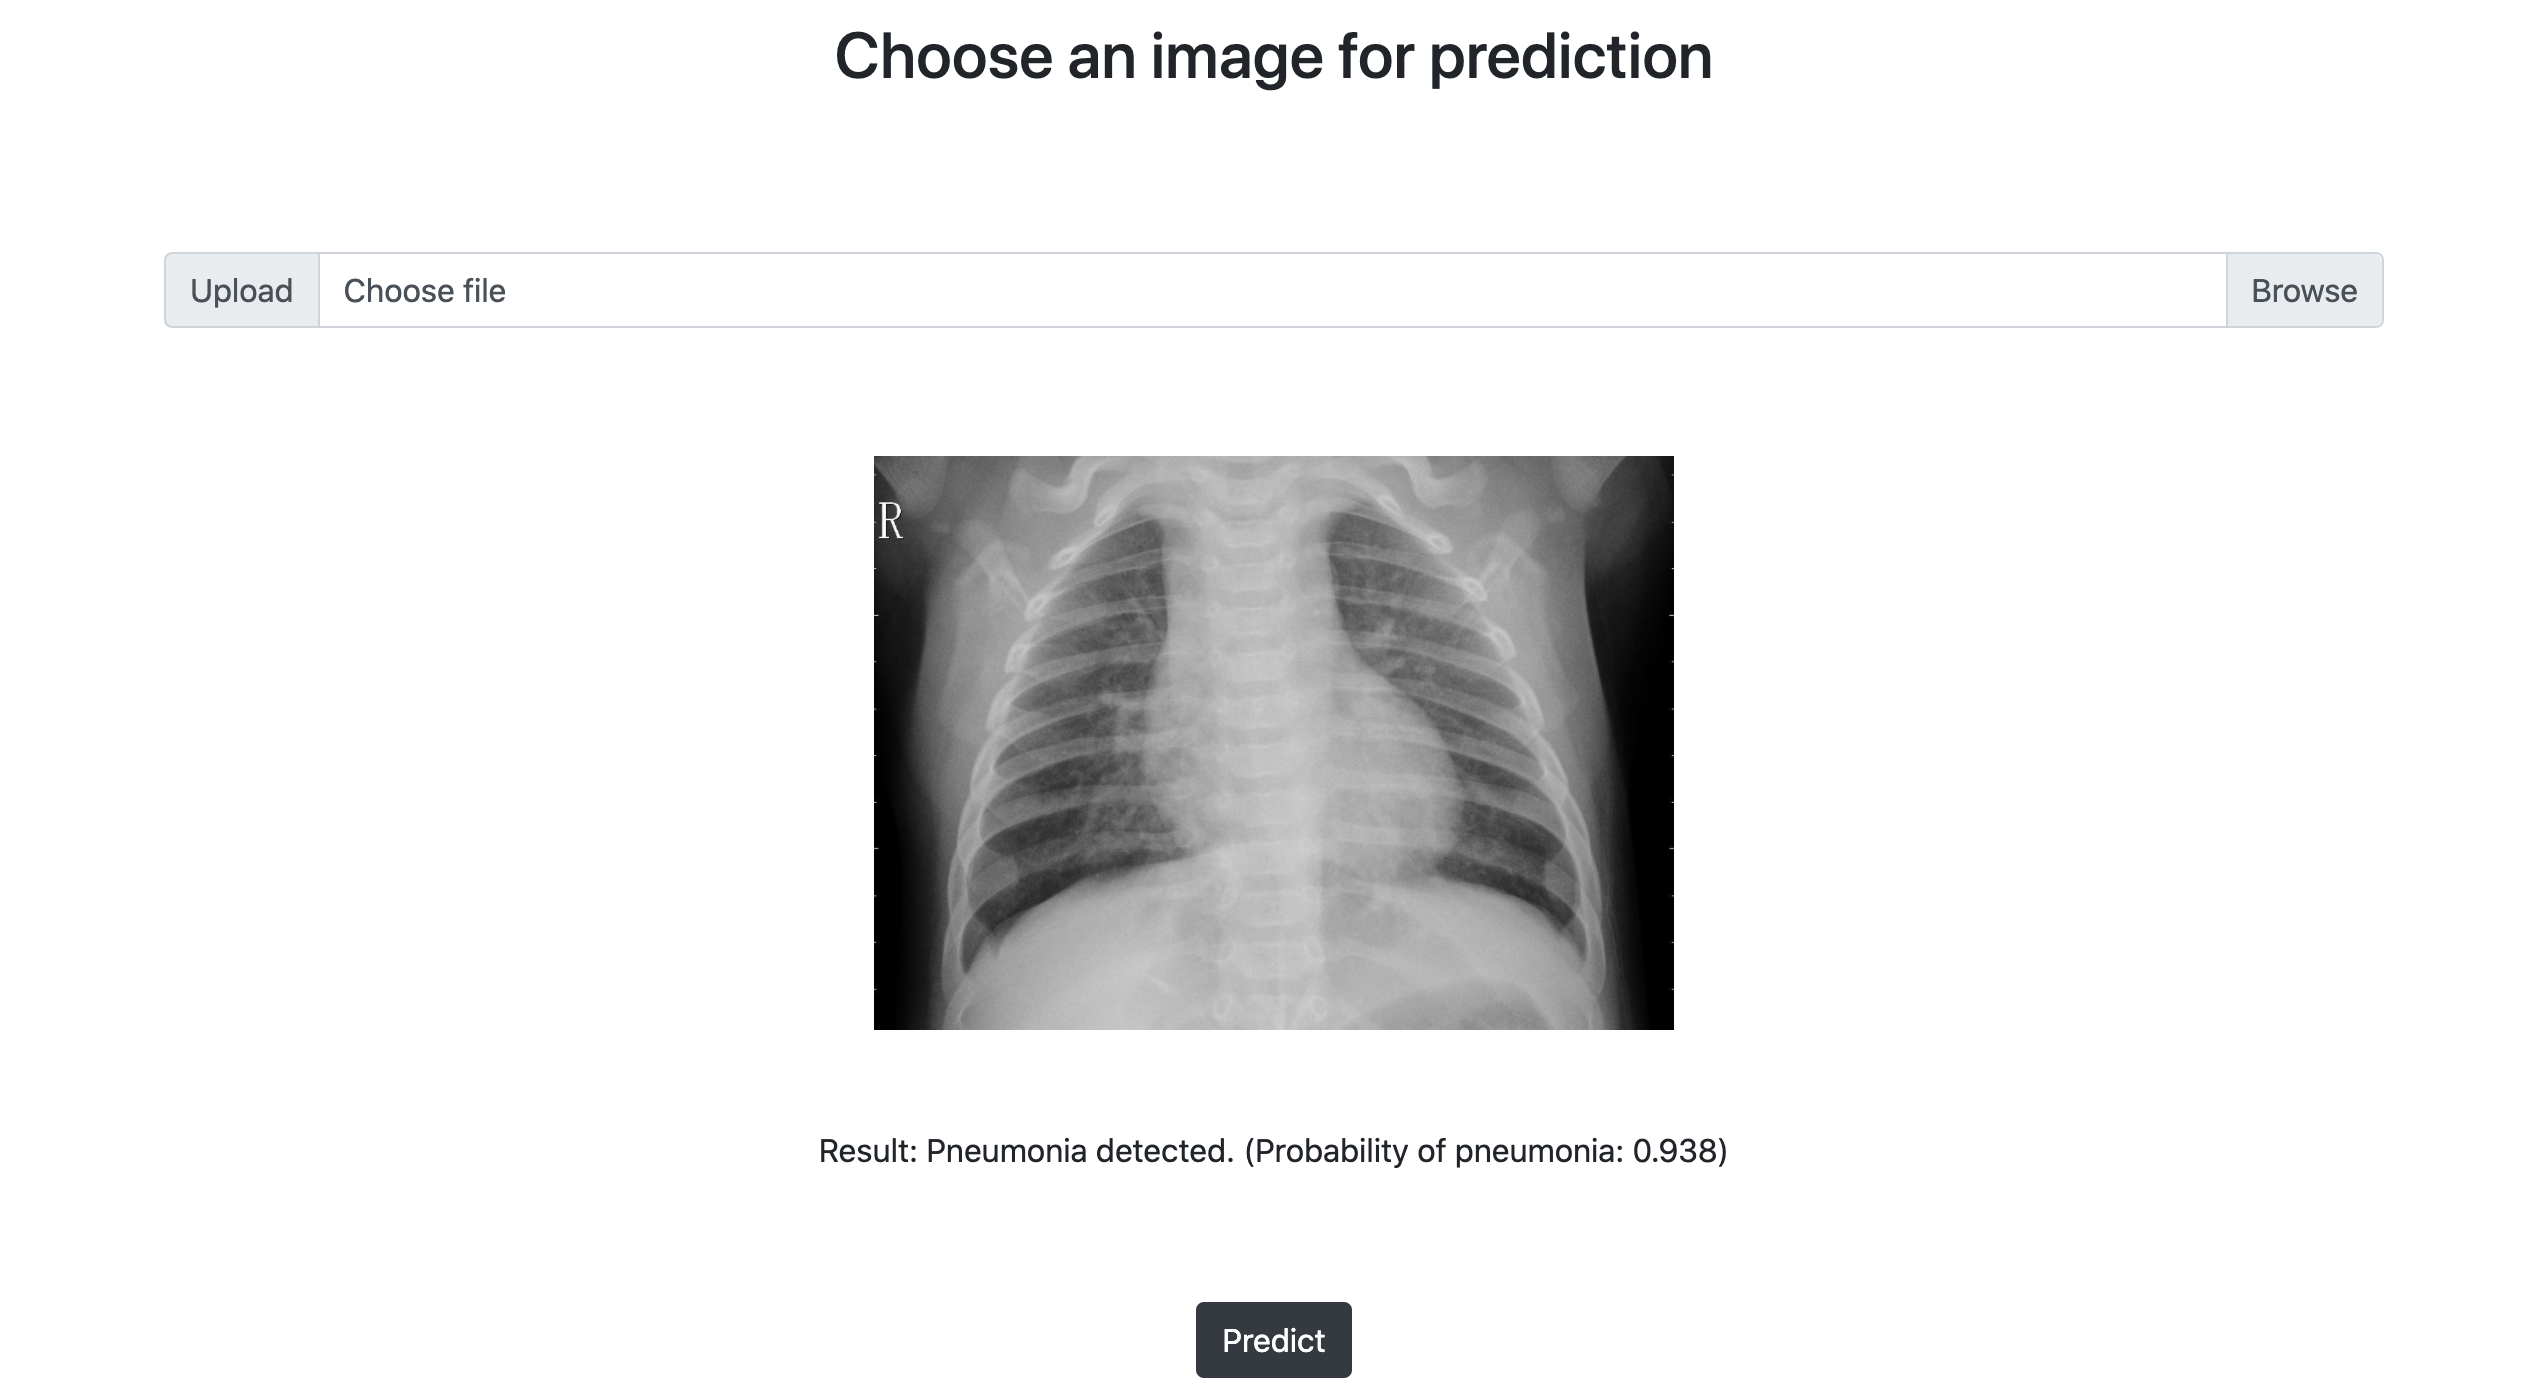 Choose an image for prediction
Upload Choose file Browse
R
Result: Pneumonia detected. (Probability of pneumonia: 0.938)
Predict